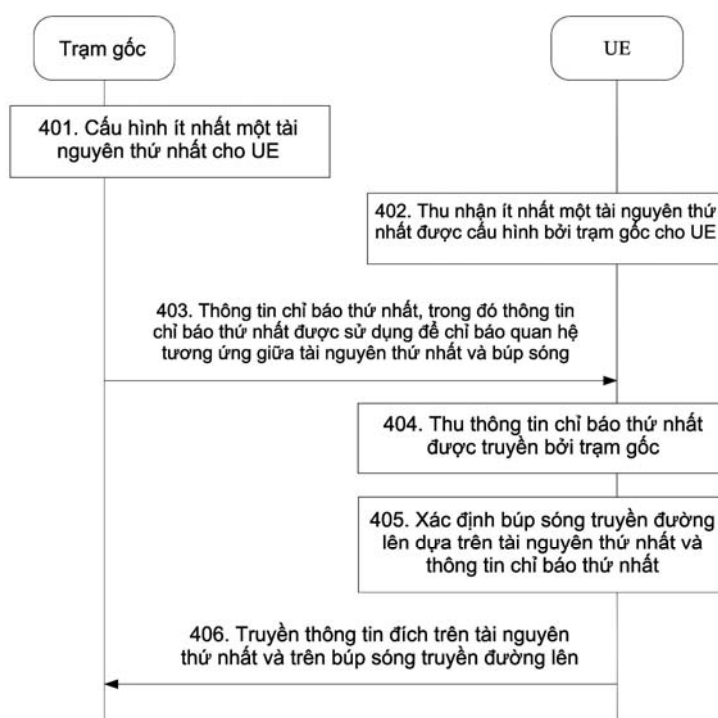 Trạm gốc
UE
401. Cấu hình ít nhất một tài
nguyên thứ nhất cho UE
402. Thu nhận ít nhất một tài nguyên thứ
nhất được cấu hình bởi trạm gốc cho UE
403. Thông tin chỉ báo thứ nhất, trong đó thông tin
chỉ báo thứ nhất được sử dụng để chỉ báo quan hệ
tương ứng giữa tài nguyên thứ nhất và búp sóng
404. Thu thông tin chỉ báo thứ nhất
được truyền bởi trạm gốc
405. Xác định búp sóng truyền đường
lên dựa trên tài nguyên thứ nhất và
thông tin chỉ báo thứ nhất
406. Truyền thông tin đích trên tài nguyên
thứ nhất và trên búp sóng truyền đường lên